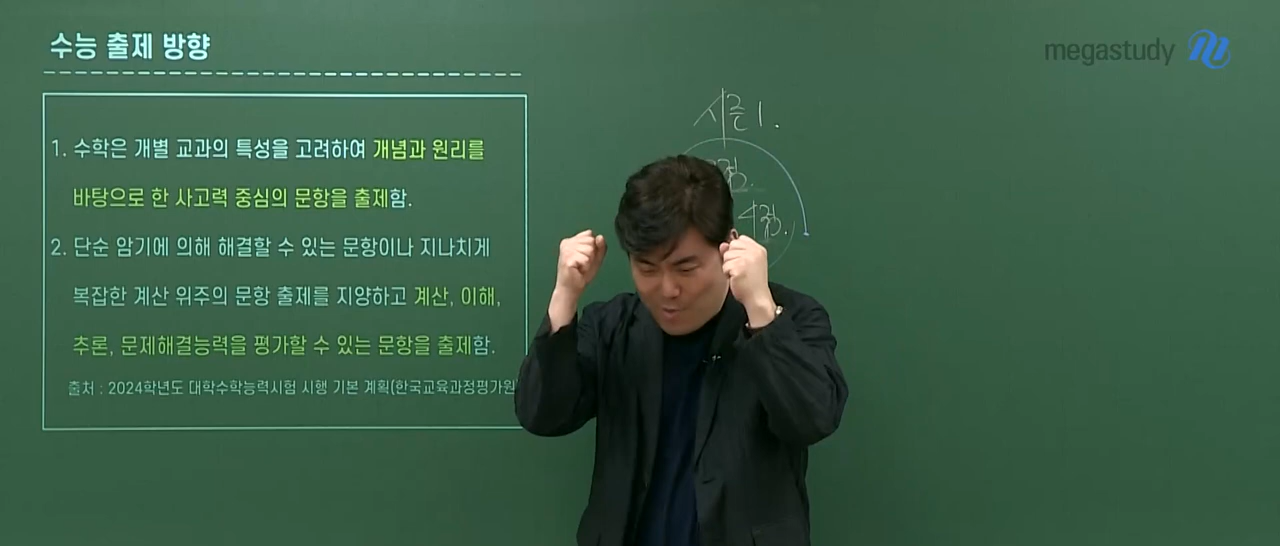 수능 출제 방향
megastudy
1. 수학은 개별 교과의 특성을 고려하여 개념과 원리를
바탕으로 한 사고력 중심의 문항을 출제함.
2. 단순 암기에 의해 해결할 수 있는 문항이나 지나치게
복잡한 계산 위주의 문항 출제를 지양하고 계산, 이해,
추론, 문제해결능력을 평가할 수 있는 문항을 출제함.
출처 : 2024학년도 대학수학능력시험 시행 기본 계획(한국교육과정평가원
시즌1.
4점.